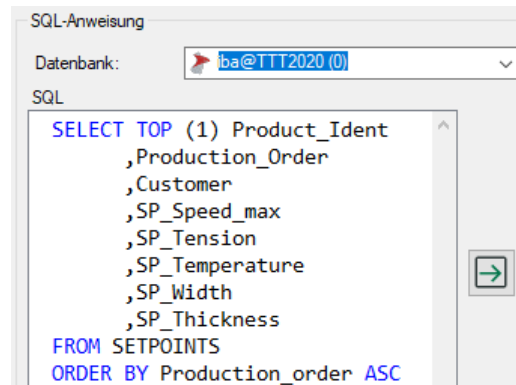 SQL-Anweisung
Datenbank: iba@TTT2020 (0)
SQL
SELECT TOP (1) Product_Ident
,Production_Order
,Customer
,SP_Speed_max
,SP_Tension
,SP_Temperature
,SP_Width
,SP_Thickness
FROM SETPOINTS
ORDER BY Production_order ASC